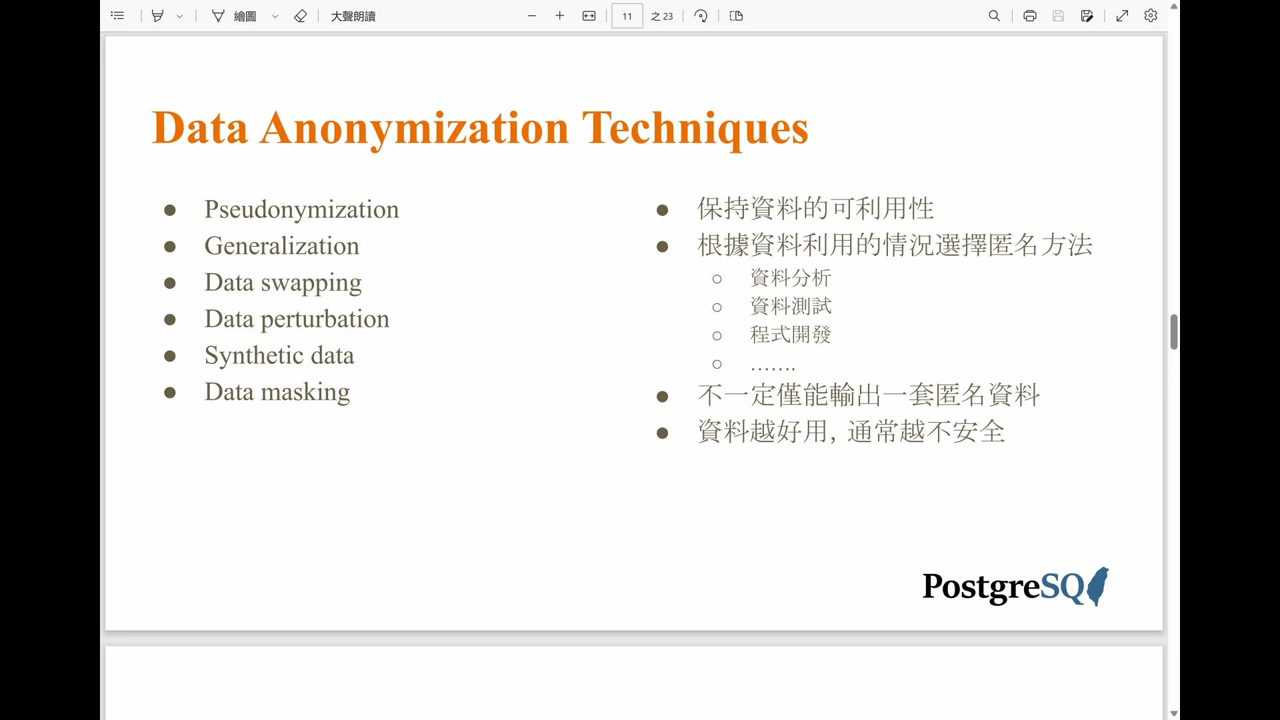 繪圖 大聲朗讀 11 之 23
Data Anonymization Techniques
● Pseudonymization
● Generalization
● Data swapping
● Data perturbation
● Synthetic data
● Data masking
● 保持資料的可利用性
● 根據資料利用的情況選擇匿名方法
○ 資料分析
○ 資料測試
○ 程式開發
○ …….
● 不一定僅能輸出一套匿名資料
● 資料越好用, 通常越不安全
PostgreSQ